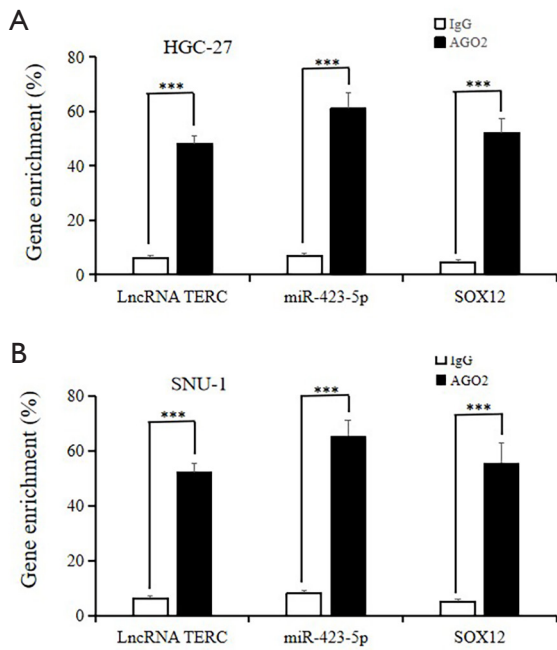 A
HGC-27
IgG
AGO2
Gene enrichment (%)
80
60
40
20
0
***
***
***
LncRNA TERC
miR-423-5p
SOX12
B
SNU-1
IgG
AGO2
Gene enrichment (%)
80
60
40
20
0
***
***
***
LncRNA TERC
miR-423-5p
SOX12